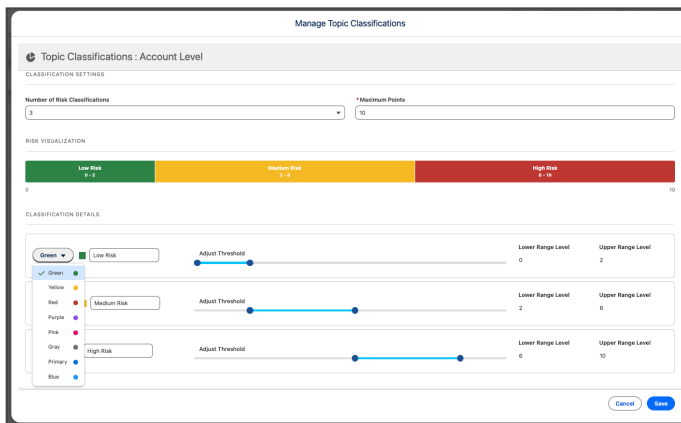 Manage Topic Classifications
Topic Classifications : Account Level
CLASSIFICATION SETTINGS
Number of Risk Classifications
3
*Maximum Points
10
RISK VISUALIZATION
Low Risk
0 - 2
Medium Risk
2 - 6
High Risk
6 - 10
0
10
CLASSIFICATION DETAILS
Green
Low Risk
Adjust Threshold
Lower Range Level
0
Upper Range Level
2
Green
Yellow
Red
Purple
Pink
Gray
Primary
Blue
Medium Risk
Adjust Threshold
Lower Range Level
2
Upper Range Level
6
High Risk
Adjust Threshold
Lower Range Level
6
Upper Range Level
10
Cancel
Save